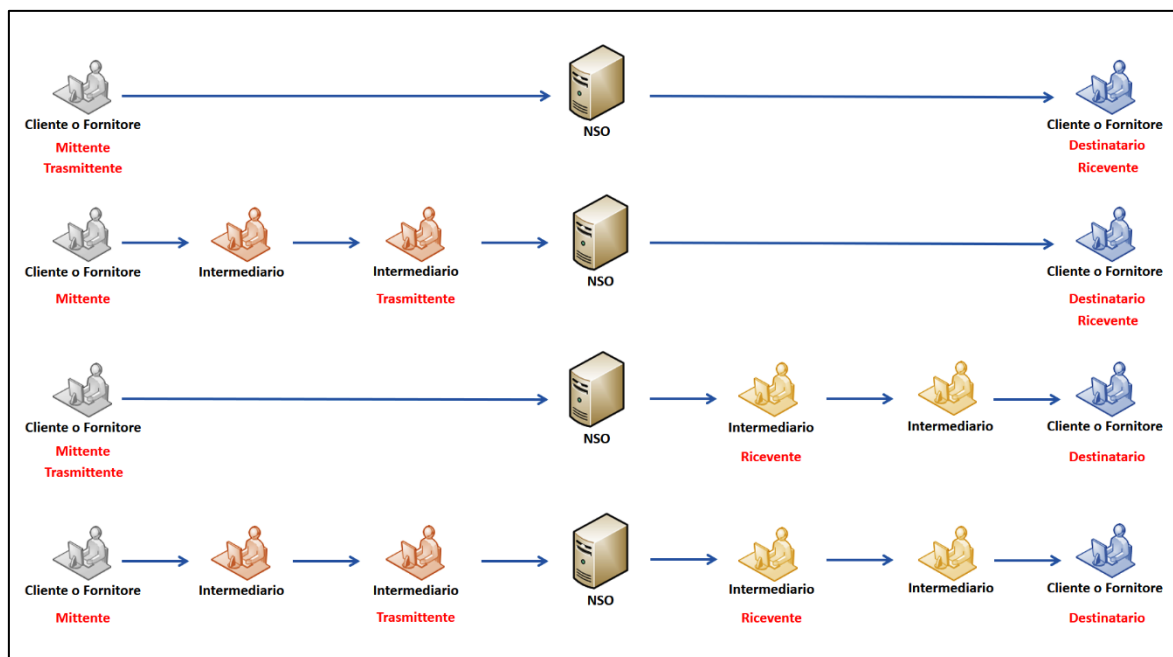 Cliente o Fornitore
Mittente
Trasmittente
NSO
Cliente o Fornitore
Destinatario
Ricevente
Cliente o Fornitore
Mittente
Intermediario
Intermediario
Trasmittente
NSO
Cliente o Fornitore
Destinatario
Ricevente
Cliente o Fornitore
Mittente
Trasmittente
NSO
Intermediario
Ricevente
Intermediario
Cliente o Fornitore
Destinatario
Cliente o Fornitore
Mittente
Intermediario
Intermediario
Trasmittente
NSO
Intermediario
Ricevente
Intermediario
Cliente o Fornitore
Destinatario